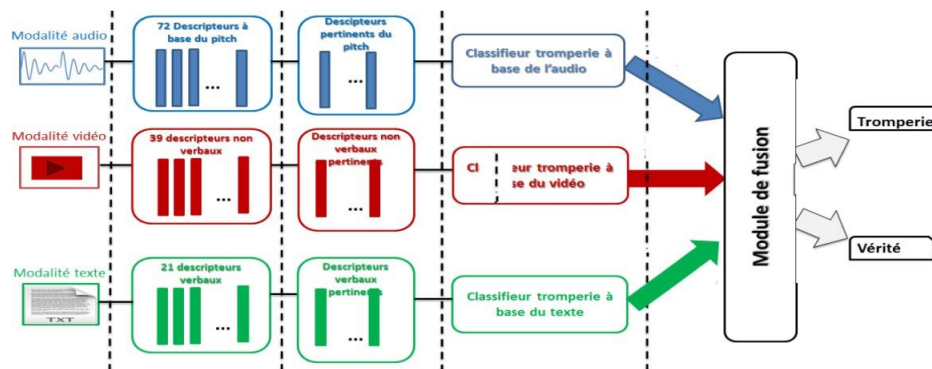 Modalité audio
72 Descripteurs à
base du pitch
...
Descipteurs
pertinents du
pitch
...
Classifieur tromperie à
base de l’audio
Modalité vidéo
39 descripteurs non
verbaux
...
Descripteurs non
verbaux pertinents
...
Cl eur tromperie à
se du vidéo
Modalité texte
TXT
21 descripteurs
verbaux
...
Descripteurs
verbaux
pertinents
...
Classifieur tromperie à
base du texte
Module de fusion
Tromperie
Vérité